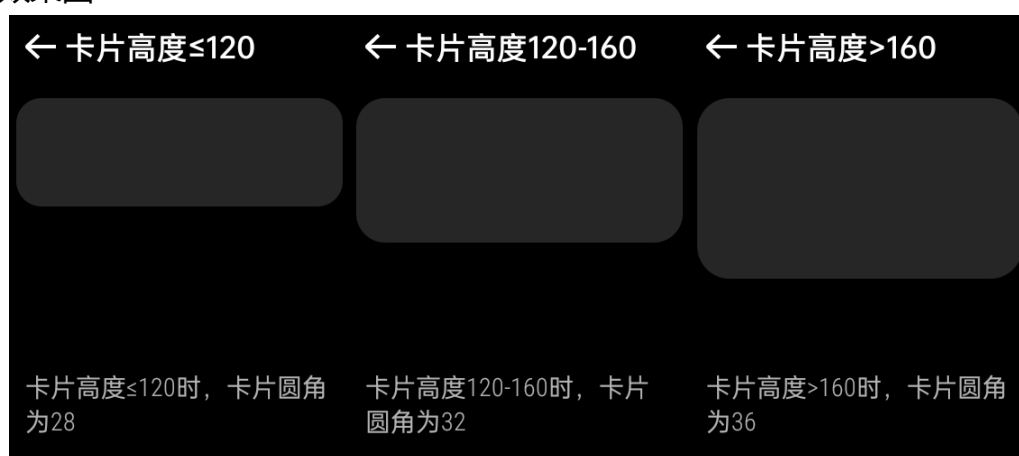 效果图
← 卡片高度≤120
← 卡片高度120-160
← 卡片高度>160
卡片高度≤120时，卡片圆角
为28
卡片高度120-160时，卡片
圆角为32
卡片高度>160时，卡片圆角
为36